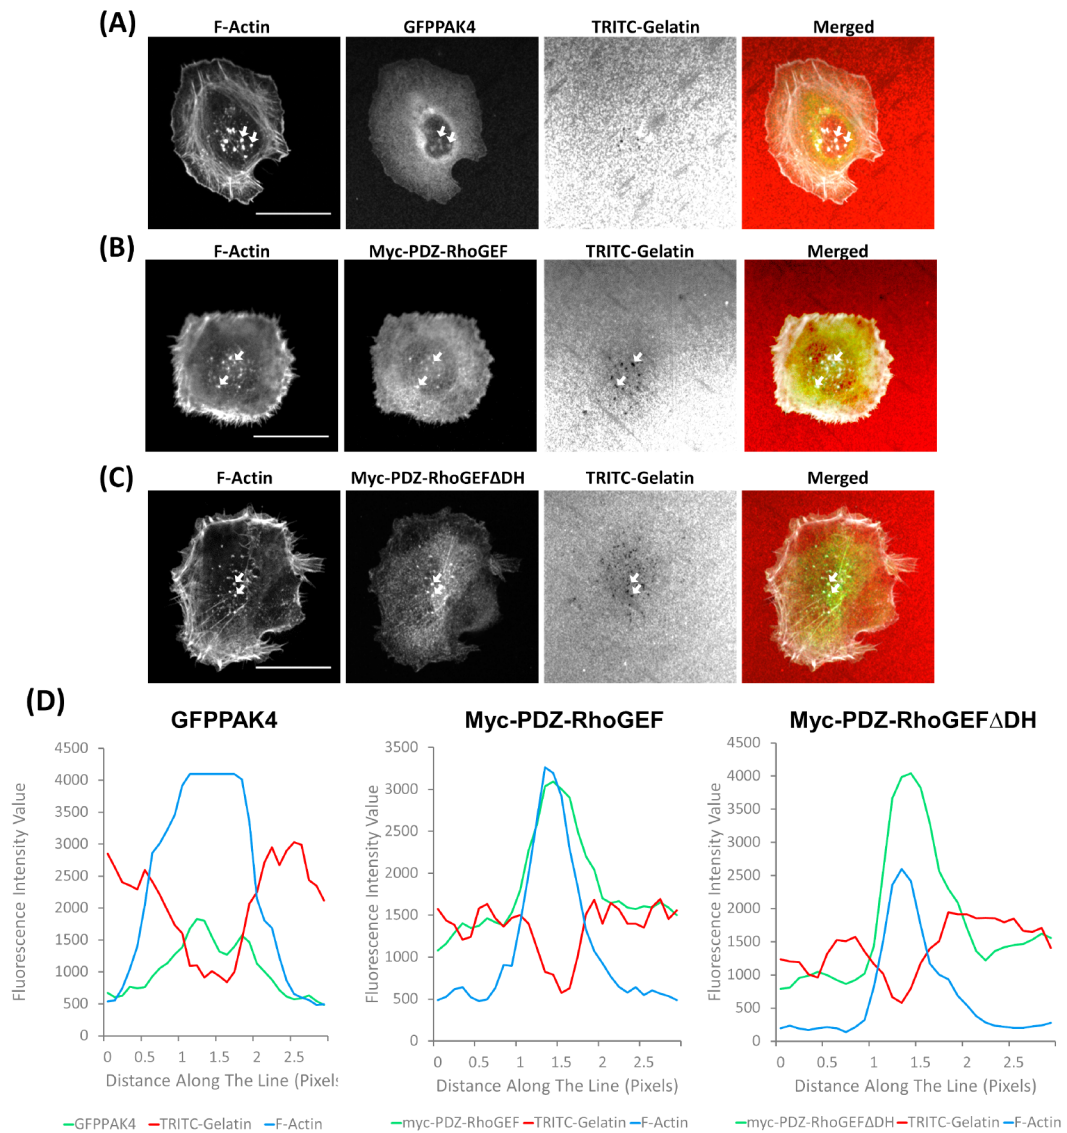 (A)
F-Actin GFPPAK4 TRITC-Gelatin Merged
(B)
F-Actin Myc-PDZ-RhoGEF TRITC-Gelatin Merged
(C)
F-Actin Myc-PDZ-RhoGEFΔDH TRITC-Gelatin Merged
(D)
GFPPAK4
Fluorescence Intensity Value
4500
4000
3500
3000
2500
2000
1500
1000
500
0
0 0.5 1 1.5 2 2.5
Distance Along The Line (Pixels
GFPPAK4 TRITC-Gelatin F-Actin
Myc-PDZ-RhoGEF
Fluorescence Intensity Value
3500
3000
2500
2000
1500
1000
500
0
0 0.5 1 1.5 2 2.5
Distance Along The Line (Pixels)
myc-PDZ-RhoGEF TRITC-Gelatin F-Actin
Myc-PDZ-RhoGEFΔDH
Fluorescence Intensity Value
4500
4000
3500
3000
2500
2000
1500
1000
500
0
0 0.5 1 1.5 2 2.5
Distance Along The Line (Pixels)
myc-PDZ-RhoGEFΔDH TRITC-Gelatin F-Actin